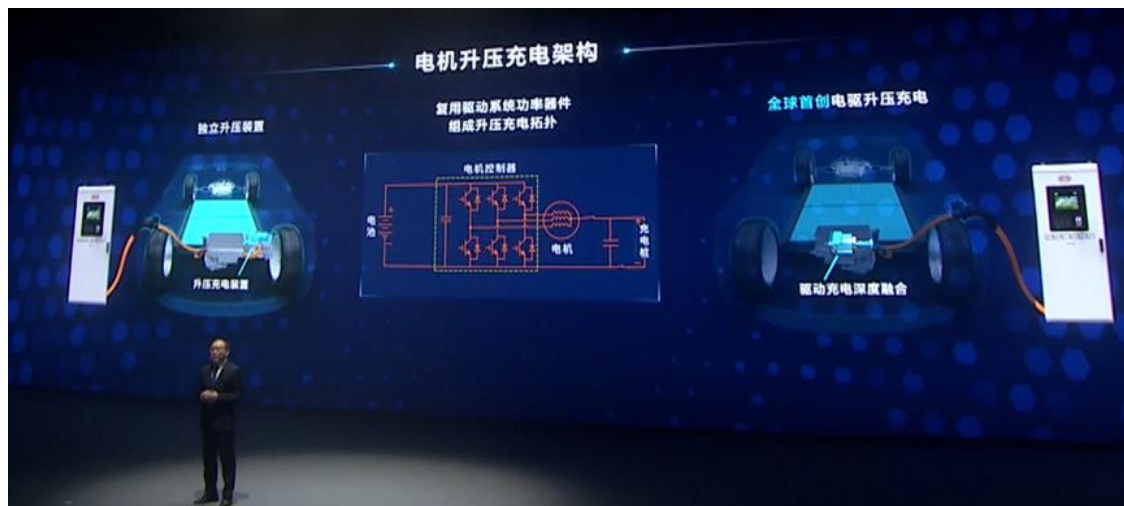 电机升压充电架构
独立升压装置
升压充电装置
复用驱动系统功率器件
组成升压充电拓扑
电机控制器
电池
+
-
电机
+
充电桩
-
全球首创电驱升压充电
驱动充电深度融合